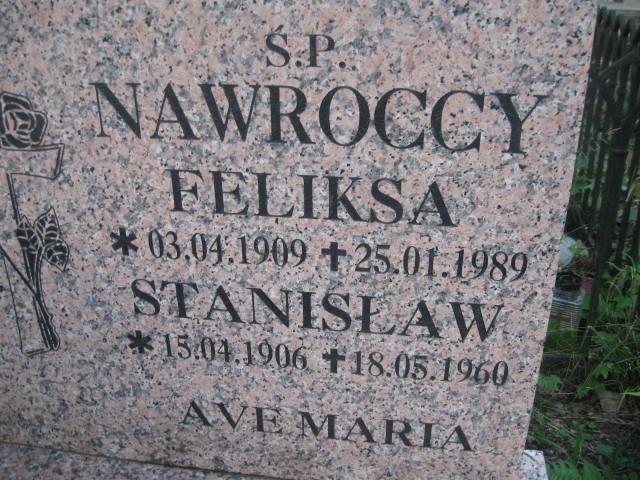 Ś.P.
NAWROCCY
FELIKSA
* 03.04.1909 ✝ 25.01.1989
STANISŁAW
* 15.04.1906 ✝ 18.05.1960
AVE MARIA